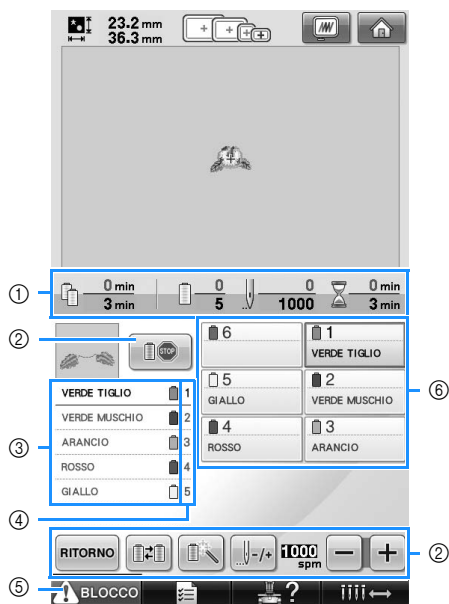 23.2 mm
36.3 mm
① 0 min 0 0 0 min
3 min 5 1000 3 min
② STOP
6 1
VERDE TIGLIO
5 2
GIALLO VERDE MUSCHIO
4 3
ROSSO ARANCIO
⑥
③
VERDE TIGLIO 1
VERDE MUSCHIO 2
ARANCIO 3
ROSSO 4
GIALLO 5
④
RITORNO -/+ 1000 spm − + ②
⑤ BLOCCO ?